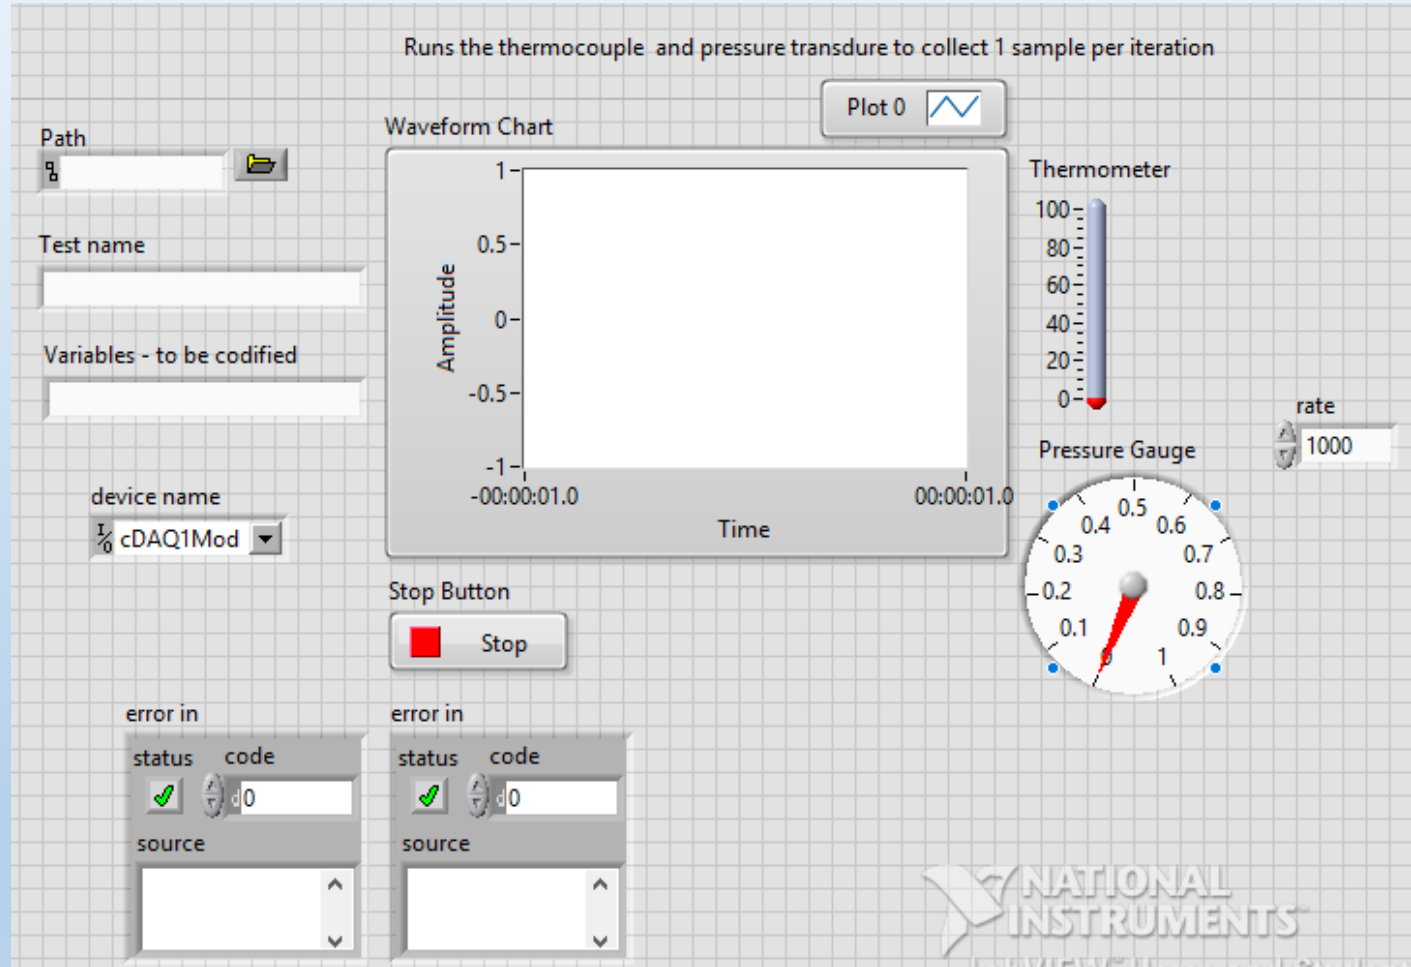 Runs the thermocouple and pressure transdure to collect 1 sample per iteration
Plot 0
Path
Waveform Chart
Thermometer
1
0.5
0
-0.5
-1
Amplitude
-00:00:01.0
00:00:01.0
Time
100
80
60
40
20
0
Test name
Variables - to be codified
rate
1000
Pressure Gauge
0
0.1
0.2
0.3
0.4
0.5
0.6
0.7
0.8
0.9
1
device name
cDAQ1Mod
Stop Button
Stop
error in
status code
d 0
source
error in
status code
d 0
source
NATIONAL
INSTRUMENTS